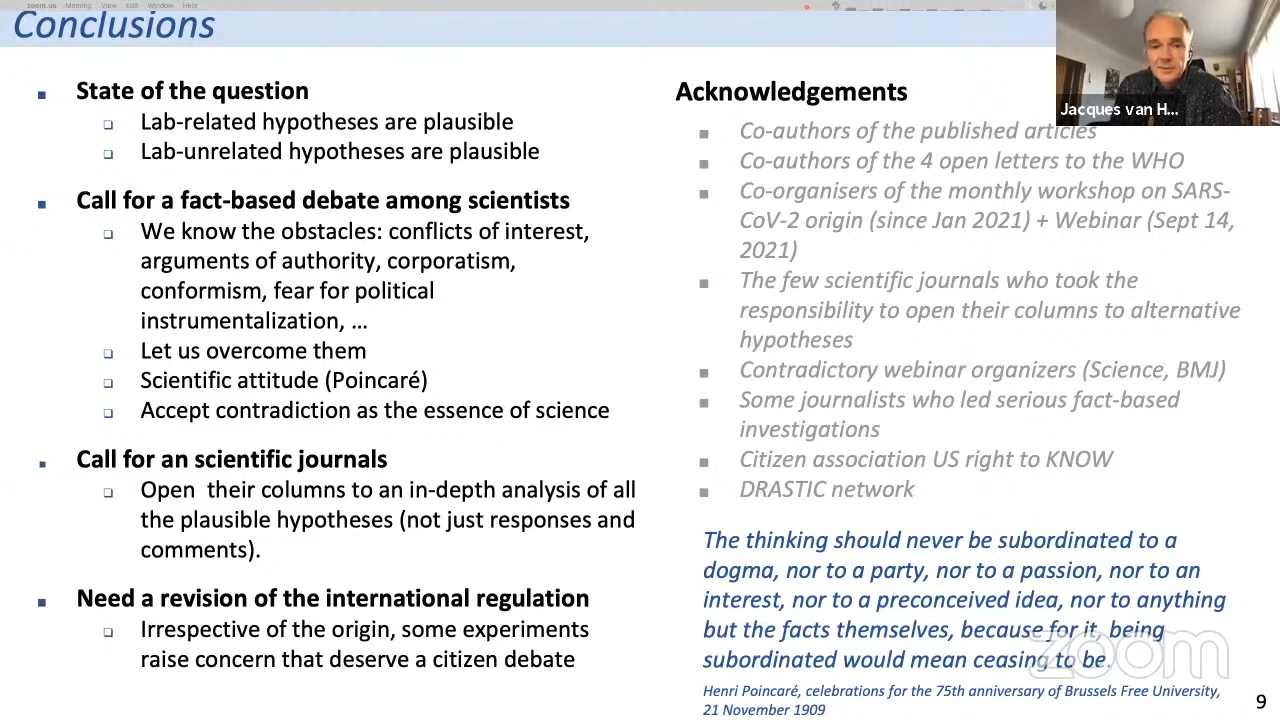 zoom.us Meeting View Edit Window Help
Conclusions
State of the question
Lab-related hypotheses are plausible
Lab-unrelated hypotheses are plausible
Call for a fact-based debate among scientists
We know the obstacles: conflicts of interest,
arguments of authority, corporatism,
conformism, fear for political
instrumentalization, ...
Let us overcome them
Scientific attitude (Poincaré)
Accept contradiction as the essence of science
Call for an scientific journals
Open their columns to an in-depth analysis of all
the plausible hypotheses (not just responses and
comments).
Need a revision of the international regulation
Irrespective of the origin, some experiments
raise concern that deserve a citizen debate
Acknowledgements
Co-authors of the published articles
Co-authors of the 4 open letters to the WHO
Co-organisers of the monthly workshop on SARS-
CoV-2 origin (since Jan 2021) + Webinar (Sept 14,
2021)
The few scientific journals who took the
responsibility to open their columns to alternative
hypotheses
Contradictory webinar organizers (Science, BMJ)
Some journalists who led serious fact-based
investigations
Citizen association US right to KNOW
DRASTIC network
The thinking should never be subordinated to a
dogma, nor to a party, nor to a passion, nor to an
interest, nor to a preconceived idea, nor to anything
but the facts themselves, because for it, being
subordinated would mean ceasing to be.
Henri Poincaré, celebrations for the 75th anniversary of Brussels Free University,
21 November 1909
9
Jacques van H...
zoom